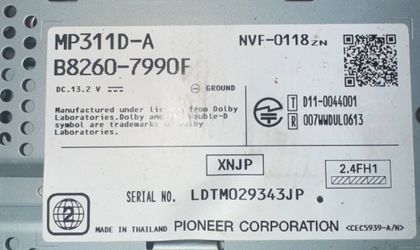 MP311D-A NVF-0118ZN
B8260-7990F
DC.13.2 V ⎓ ⊖ GROUND
Manufactured under license from Dolby
Laboratories.Dolby and the double-D
symbol are trademarks of Dolby
Laboratories.
T D11-0044001
R 007WWDUL0613
XNJP
2.4FH1
SERIAL NO. LDTM029343JP
2
MADE IN THAILAND PIONEER CORPORATION <CEC5939-A/N>